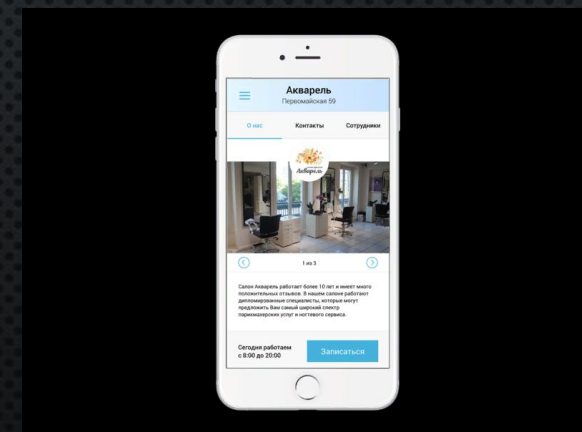 Акварель
Первомайская 59
О нас Контакты Сотрудники
Акварель
1 из 3
Салон Акварель работает более 10 лет и имеет много
положительных отзывов. В нашем салоне работают
дипломированные специалисты, которые могут
предложить Вам самый широкий спектр
парикмахерских услуг и ногтевого сервиса.
Сегодня работаем
с 8:00 до 20:00
Записаться